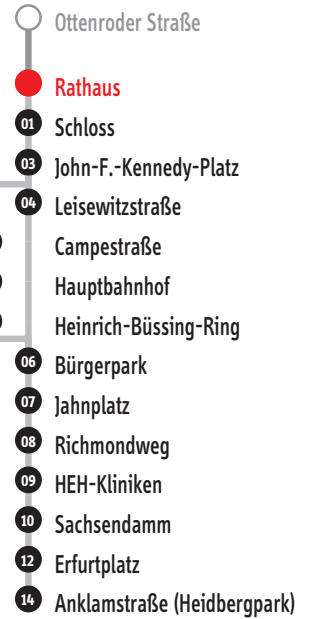 Ottenroder Straße
Rathaus
01 Schloss
03 John-F.-Kennedy-Platz
04 Leisewitzstraße
Campestraße
Hauptbahnhof
Heinrich-Büssing-Ring
06 Bürgerpark
07 Jahnplatz
08 Richmondweg
09 HEH-Kliniken
10 Sachsendamm
12 Erfurtplatz
14 Anklamstraße (Heidbergpark)